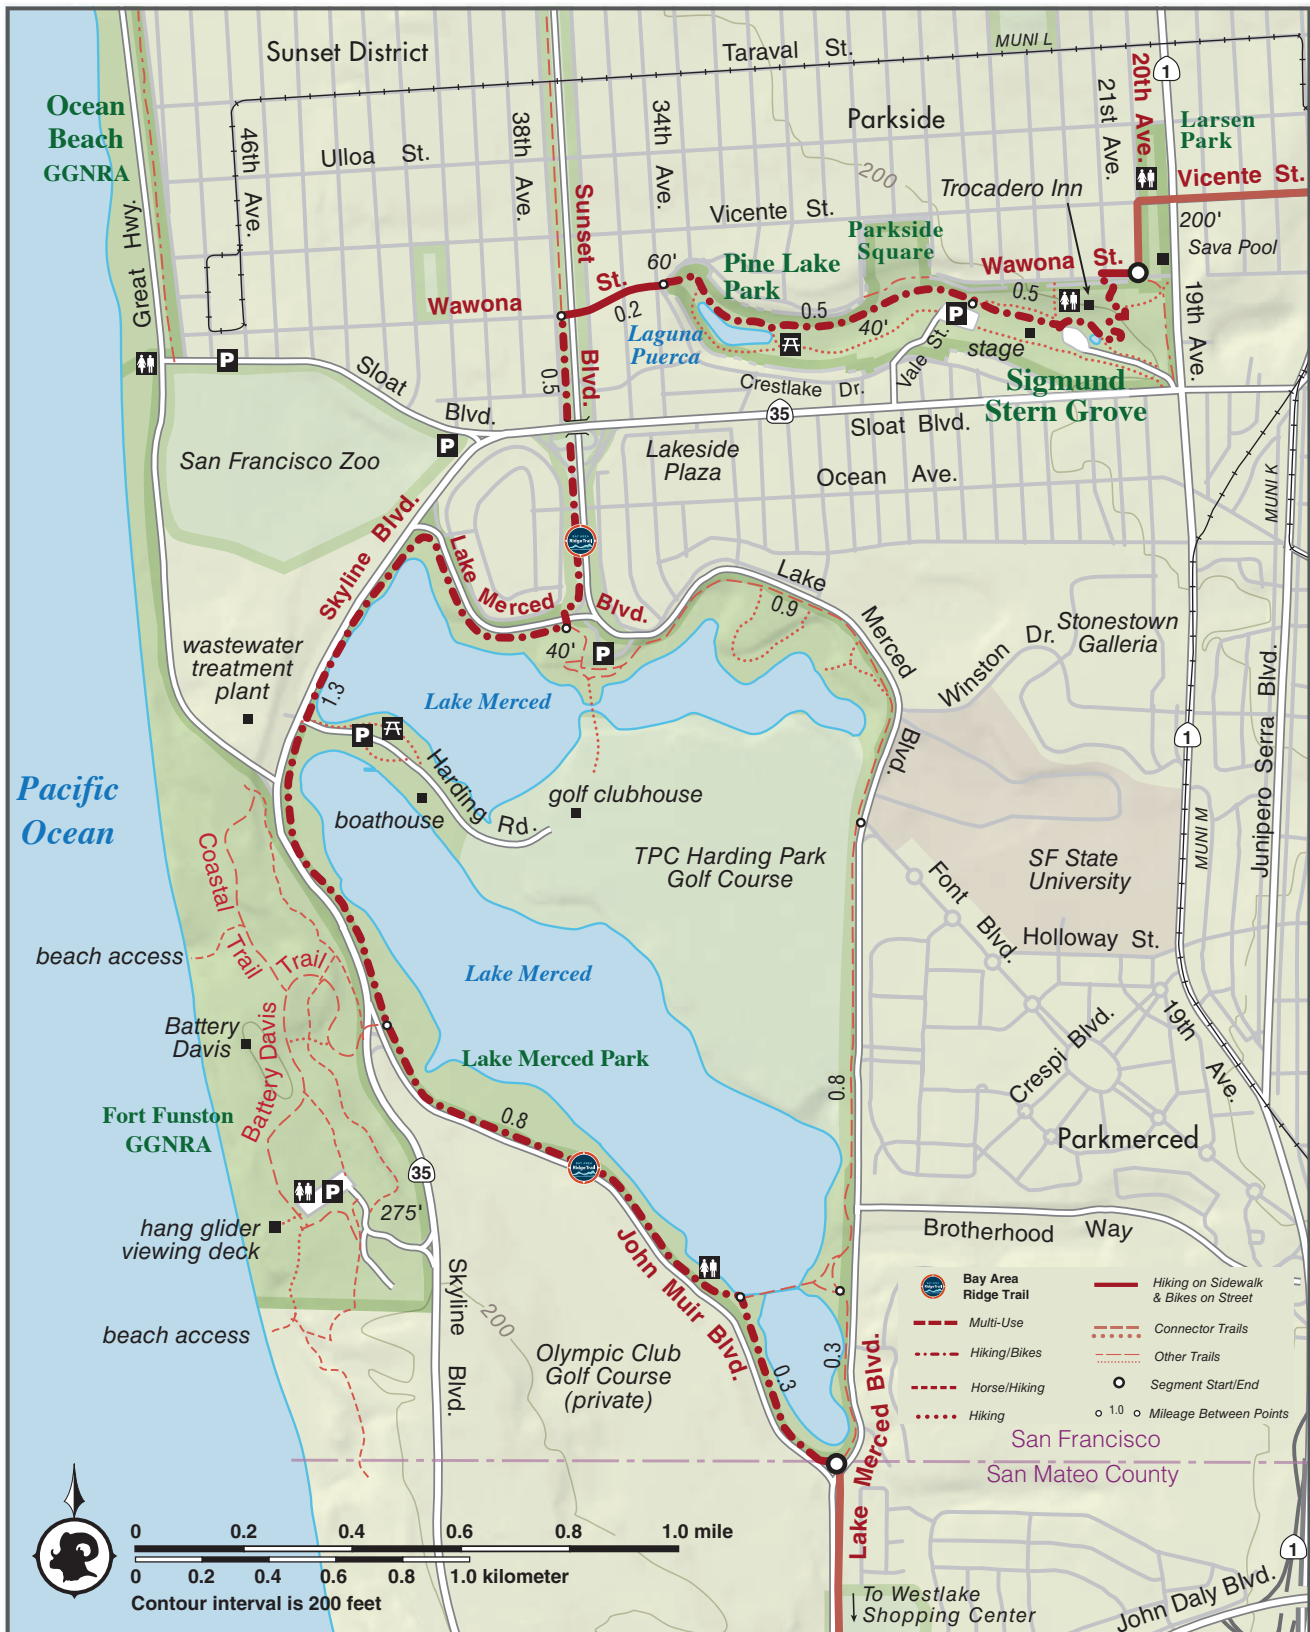 Sunset District
Taraval St.
MUNI L
20th Ave.
1
Ocean
Beach
GGNRA
46th Ave.
Ulloa St.
38th Ave.
34th Ave.
Parkside
21st Ave.
Larsen
Park
Vicente St.
200
Trocadero Inn
Great Hwy.
Sunset Blvd.
Vicente St.
Parkside
Square
200'
Sava Pool
Wawona St.
60'
Pine Lake
Park
Wawona St.
0.2
0.5
0.5
40'
Laguna
Puerca
P
stage
19th Ave.
P
Sloat Blvd.
0.5
Crestlake Dr.
Vale St.
Sigmund
Stern Grove
35
Sloat Blvd.
P
San Francisco Zoo
Lakeside
Plaza
Ocean Ave.
MUNI K
Skyline Blvd.
BAY AREA
Ridge Trail
Lake Merced Blvd.
Lake Merced Blvd.
0.9
Stonestown
Galleria
Winston Dr.
wastewater
treatment
plant
40'
P
1.3
Lake Merced
Junipero Serra Blvd.
1
P
Pacific
Ocean
Harding Rd.
boathouse
golf clubhouse
MUNI M
TPC Harding Park
Golf Course
SF State
University
Coastal Trail
Font Blvd.
Holloway St.
beach access
Trail
Lake Merced
Battery
Davis
Battery Davis
19th Ave.
Crespi Blvd.
Lake Merced Park
0.8
Fort Funston
GGNRA
0.8
Parkmerced
BAY AREA
Ridge Trail
35
P
275'
hang glider
viewing deck
Brotherhood Way
Skyline Blvd.
200
John Muir Blvd.
beach access
Olympic Club
Golf Course
(private)
0.3
0.3
Lake Merced Blvd.
Bay Area
Ridge Trail
Multi-Use
Hiking/Bikes
Horse/Hiking
Hiking
Hiking on Sidewalk
& Bikes on Street
Connector Trails
Other Trails
Segment Start/End
1.0 Mileage Between Points
San Francisco
San Mateo County
0 0.2 0.4 0.6 0.8 1.0 mile
0 0.2 0.4 0.6 0.8 1.0 kilometer
Contour interval is 200 feet
To Westlake
Shopping Center
John Daly Blvd.
1